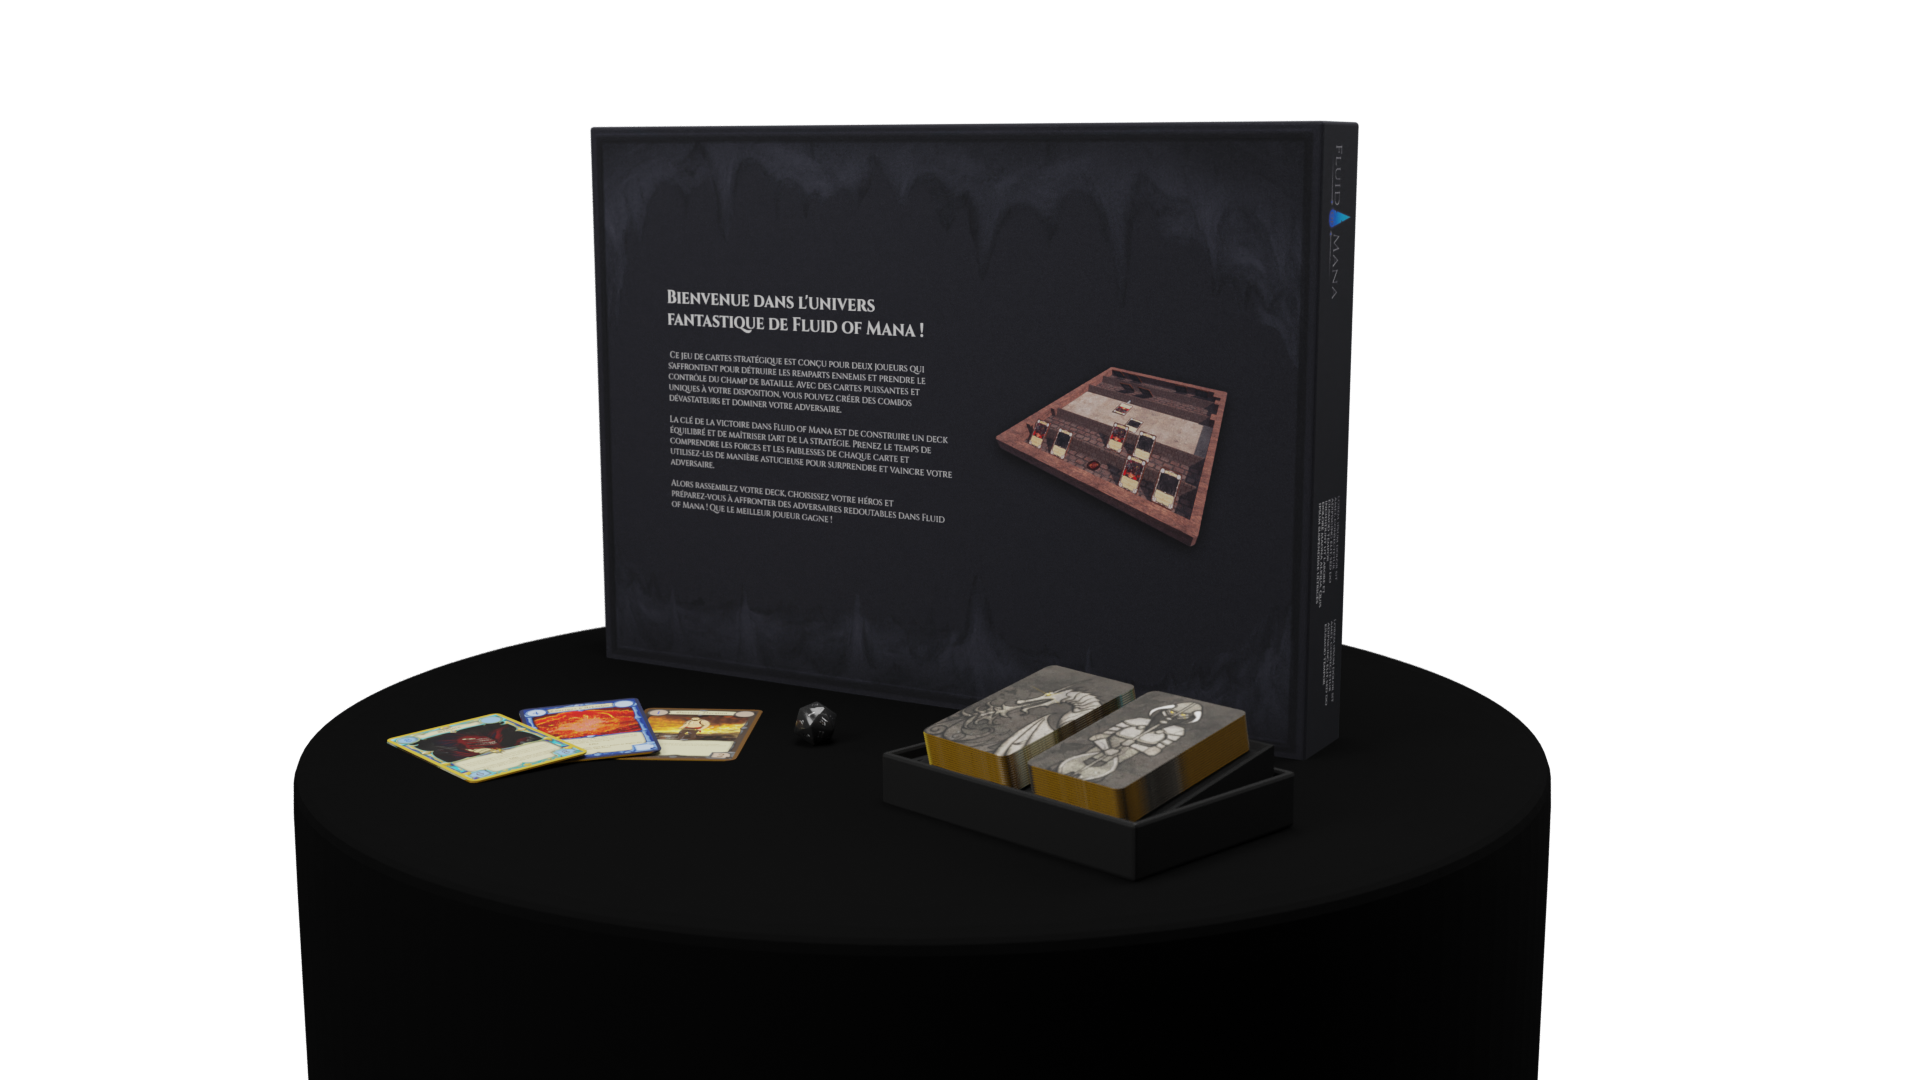 Bienvenue dans l'univers
fantastique de Fluid of Mana !
Ce jeu de cartes stratégique est conçu pour deux joueurs qui
s'affrontent pour détruire les remparts ennemis et prendre le
contrôle du champ de bataille. Avec des cartes puissantes et
uniques à votre disposition, vous pouvez créer des combos
dévastateurs et dominer votre adversaire.
La clé de la victoire dans Fluid of Mana est de construire un deck
équilibré et de maîtriser l'art de la stratégie. Prenez le temps de
comprendre les forces et les faiblesses de chaque carte et
utilisez-les de manière astucieuse pour surprendre et vaincre votre
adversaire.
Alors rassemblez votre deck, choisissez votre héros et
préparez-vous à affronter des adversaires redoutables dans Fluid
of Mana ! Que le meilleur joueur gagne !
FLUID MANA